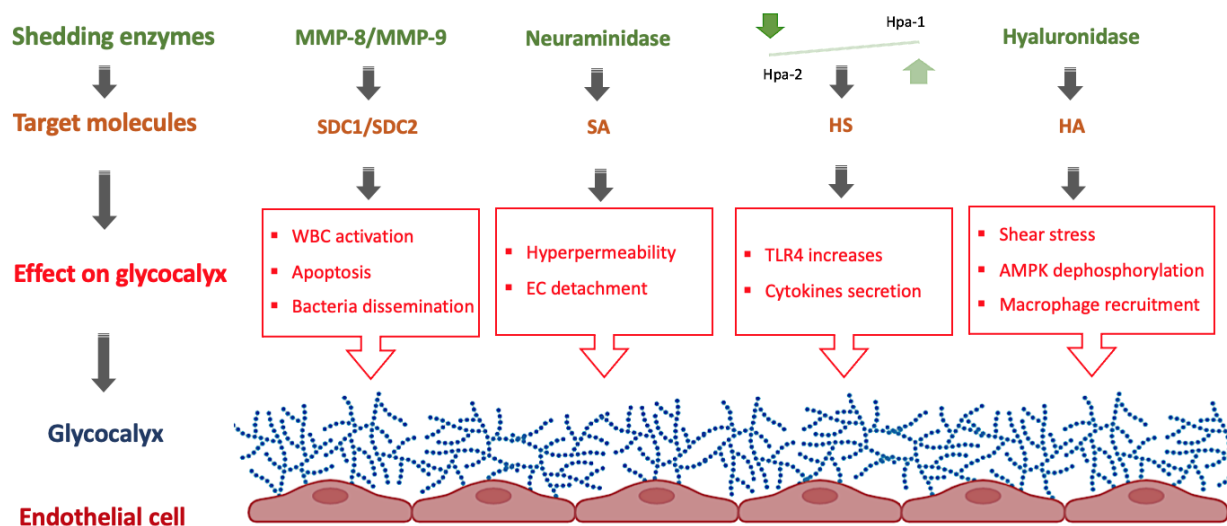 Shedding enzymes
MMP-8/MMP-9
Neuraminidase
Hpa-1
Hpa-2
Hyaluronidase
Target molecules
SDC1/SDC2
SA
HS
HA
Effect on glycocalyx
▪ WBC activation
▪ Apoptosis
▪ Bacteria dissemination
▪ Hyperpermeability
▪ EC detachment
▪ TLR4 increases
▪ Cytokines secretion
▪ Shear stress
▪ AMPK dephosphorylation
▪ Macrophage recruitment
Glycocalyx
Endothelial cell